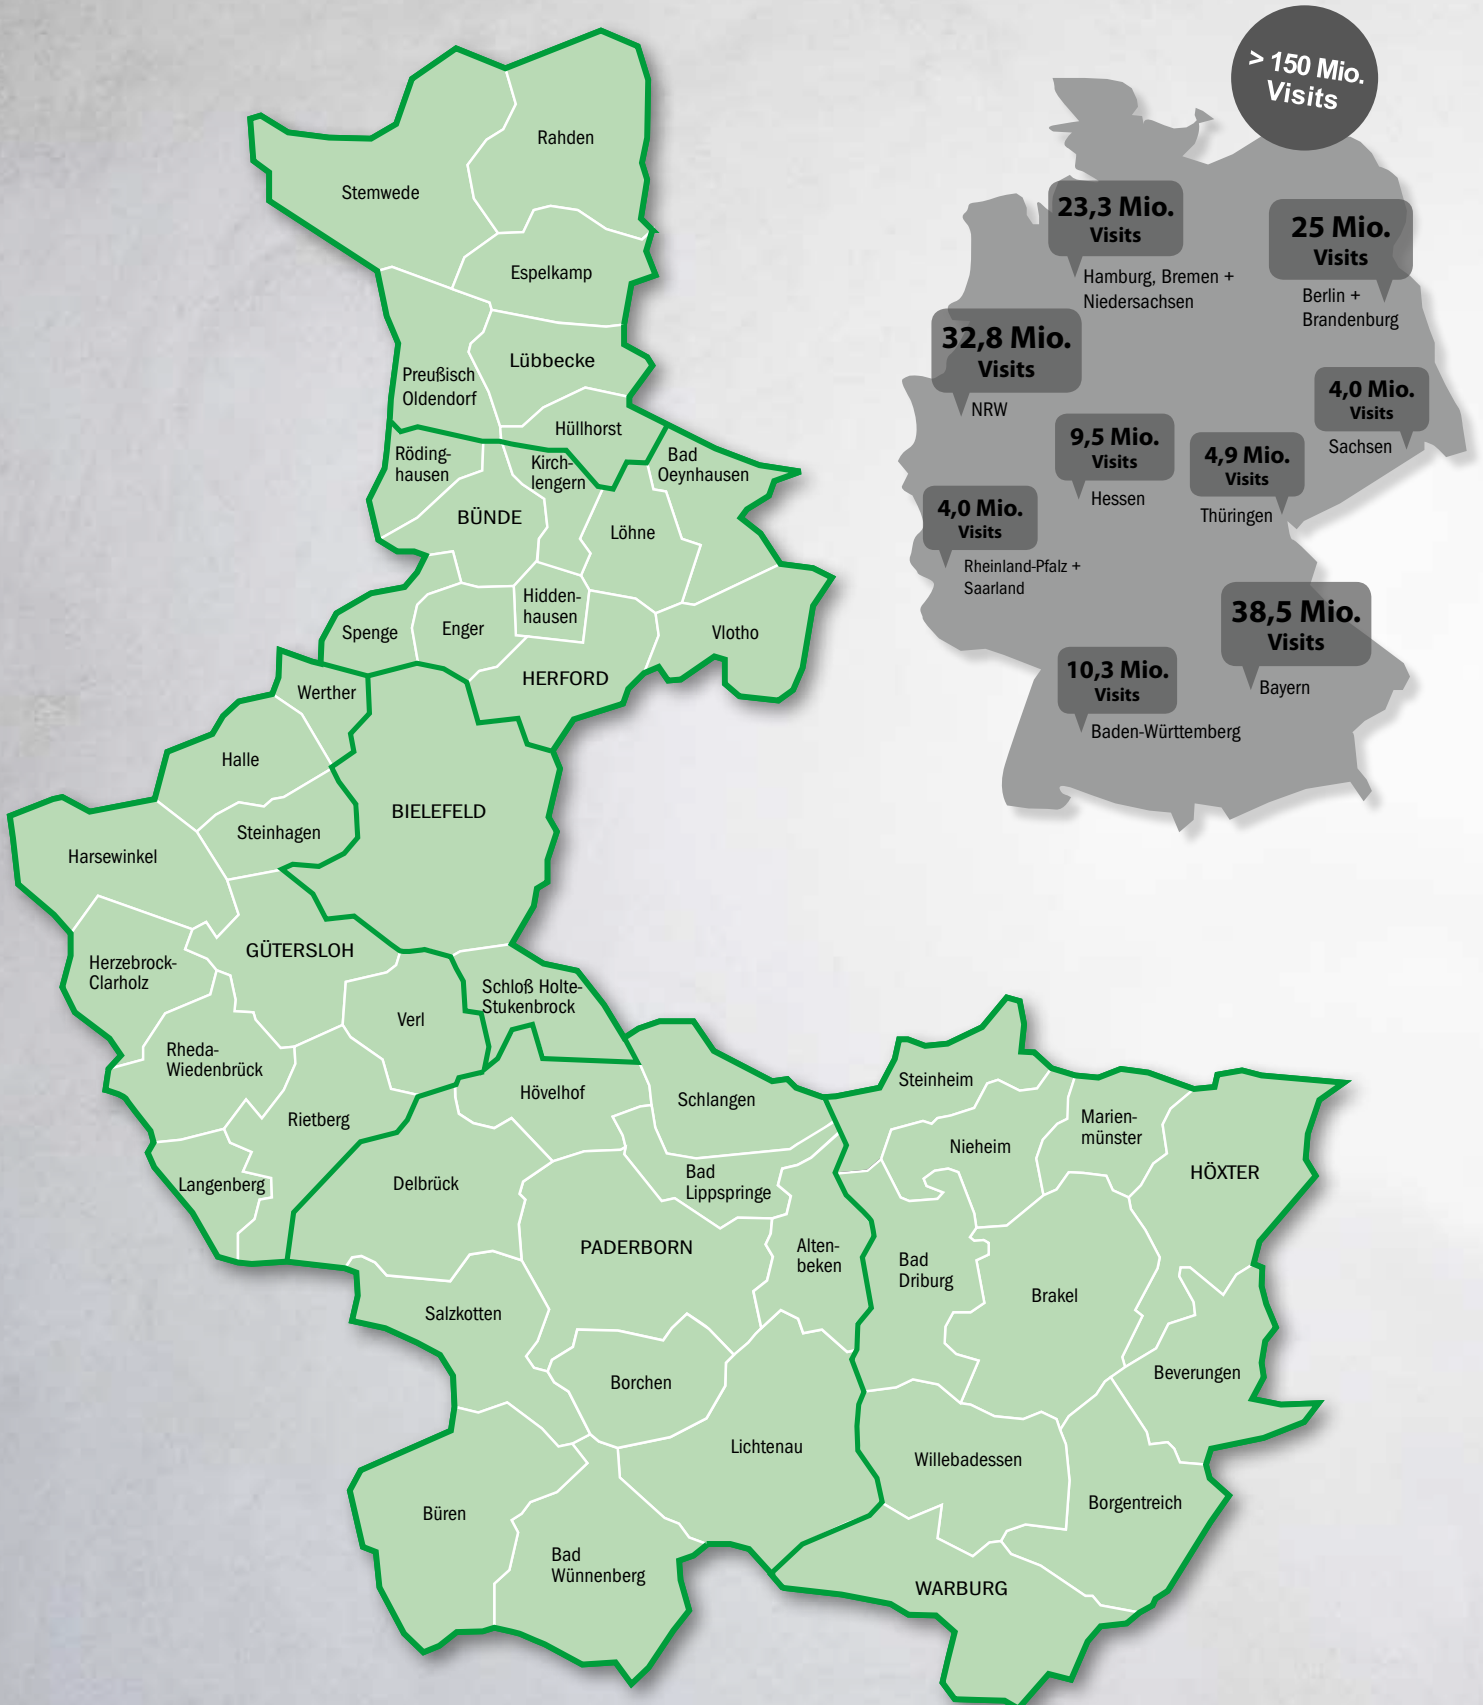 > 150 Mio.
Visits
23,3 Mio.
Visits
Hamburg, Bremen +
Niedersachsen
25 Mio.
Visits
Berlin +
Brandenburg
32,8 Mio.
Visits
NRW
4,0 Mio.
Visits
Sachsen
9,5 Mio.
Visits
Hessen
4,9 Mio.
Visits
Thüringen
4,0 Mio.
Visits
Rheinland-Pfalz +
Saarland
38,5 Mio.
Visits
Bayern
10,3 Mio.
Visits
Baden-Württemberg
Rahden
Stemwede
Espelkamp
Lübbecke
Preußisch
Oldendorf
Hüllhorst
Röding-
hausen
Kirch-
lengern
Bad
Oeynhausen
BÜNDE
Löhne
Hidden-
hausen
Spenge
Enger
Vlotho
HERFORD
Werther
Halle
BIELEFELD
Steinhagen
Harsewinkel
GÜTERSLOH
Herzebrock-
Clarholz
Schloß Holte-
Stukenbrock
Verl
Rheda-
Wiedenbrück
Rietberg
Langenberg
Hövelhof
Schlangen
Delbrück
Bad
Lippspringe
PADERBORN
Alten-
beken
Salzkotten
Borchen
Lichtenau
Büren
Bad
Wünnenberg
Steinheim
Nieheim
Marien-
münster
HÖXTER
Bad
Driburg
Brakel
Beverungen
Willebadessen
Borgentreich
WARBURG